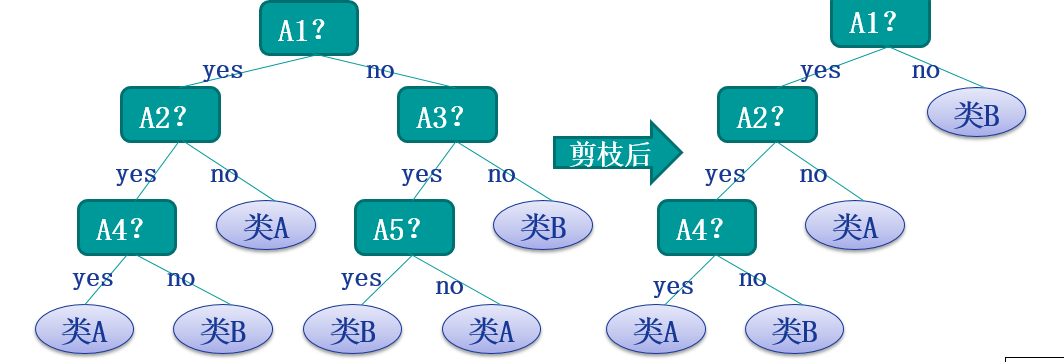 A1？
A1？
yes
no
yes
no
A2？
A3？
A2？
类B
剪枝后
yes
no
yes
no
yes
no
A4？
类A
A5？
类B
A4？
类A
yes
no
yes
no
yes
no
类A
类B
类B
类A
类A
类B